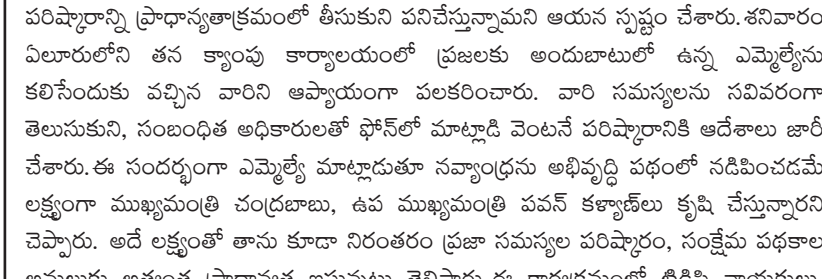 పరిష్కారాన్ని ప్రాధాన్యతాక్రమంలో తీసుకుని పనిచేస్తున్నామని ఆయన స్పష్టం చేశారు.శనివారం
ఏలూరులోని తన క్యాంపు కార్యాలయంలో ప్రజలకు అందుబాటులో ఉన్న ఎమ్మెల్యేను
కలిసేందుకు వచ్చిన వారిని ఆప్యాయంగా పలకరించారు. వారి సమస్యలను సవివరంగా
తెలుసుకుని, సంబంధిత అధికారులతో ఫోన్‌లో మాట్లాడి వెంటనే పరిష్కారానికి ఆదేశాలు జారీ
చేశారు.ఈ సందర్భంగా ఎమ్మెల్యే మాట్లాడుతూ నవ్యాంధ్రను అభివృద్ధి పథంలో నడిపించడమే
లక్ష్యంగా ముఖ్యమంత్రి చంద్రబాబు, ఉప ముఖ్యమంత్రి పవన్ కళ్యాణ్‌లు కృషి చేస్తున్నారని
చెప్పారు. అదే లక్ష్యంతో తాను కూడా నిరంతరం ప్రజా సమస్యల పరిష్కారం, సంక్షేమ పథకాల